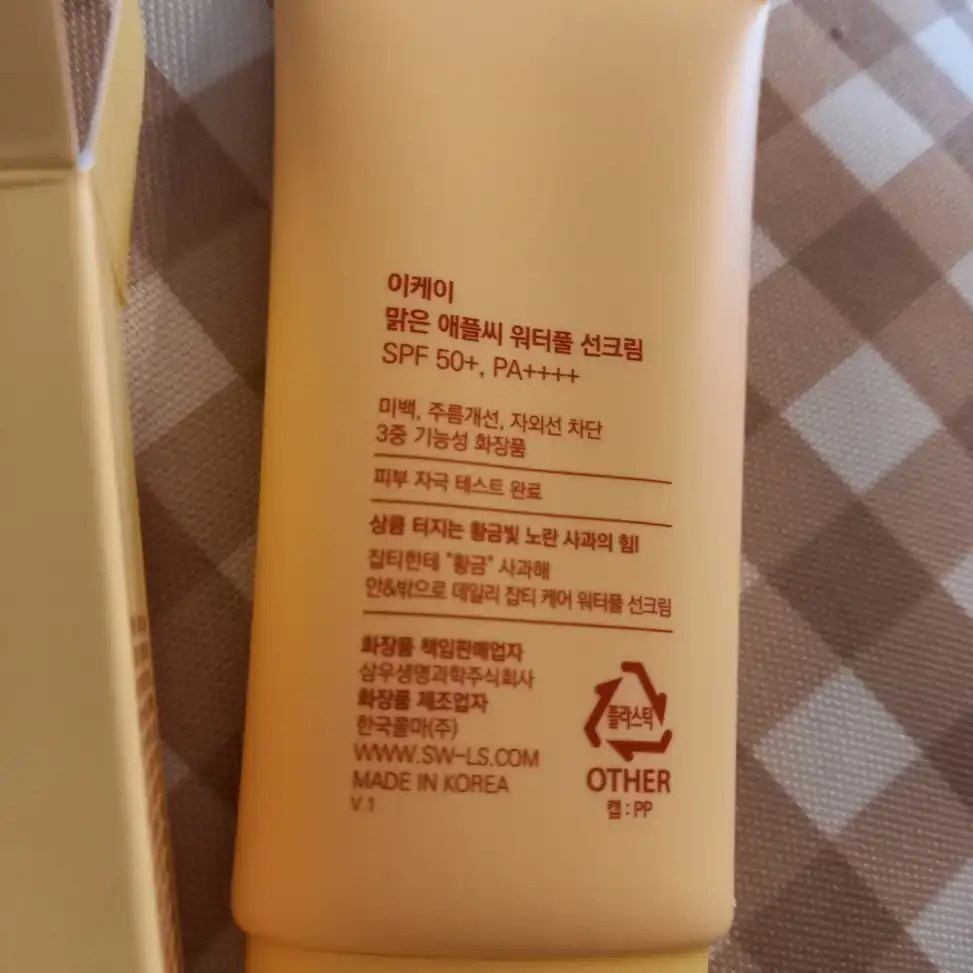 이케이
맑은 애플씨 워터풀 선크림
SPF 50+, PA++++
미백, 주름개선, 자외선 차단
3중 기능성 화장품
피부 자극 테스트 완료
상큼 터지는 황금빛 노란 사과의 힘!
잡티한테 "황금" 사과해
안&밖으로 데일리 잡티 케어 워터풀 선크림
화장품 책임판매업자
삼우생명과학주식회사
화장품 제조업자
한국콜마(주)
WWW.SW-LS.COM
MADE IN KOREA
V.1
플라스틱
OTHER
캡 : PP